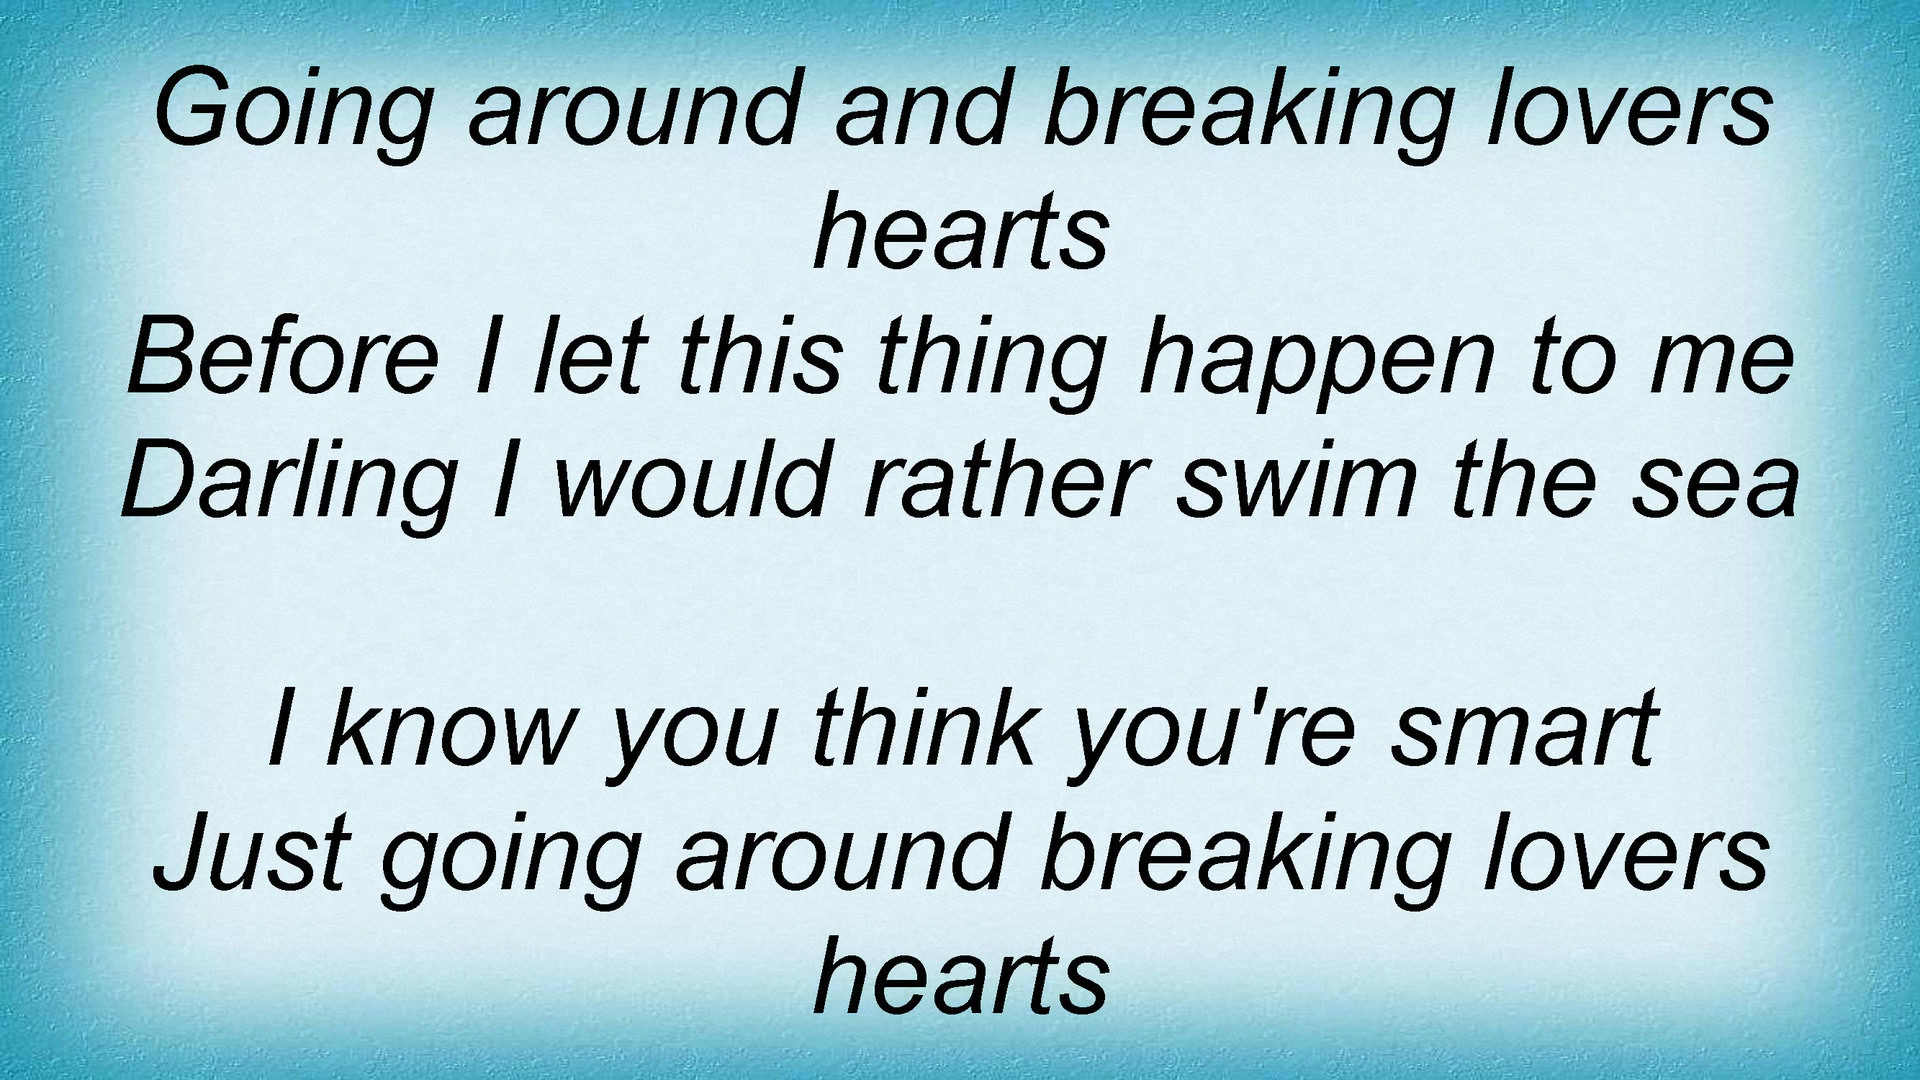 Going around and breaking lovers
hearts
Before I let this thing happen to me
Darling I would rather swim the sea
I know you think you're smart
Just going around breaking lovers
hearts